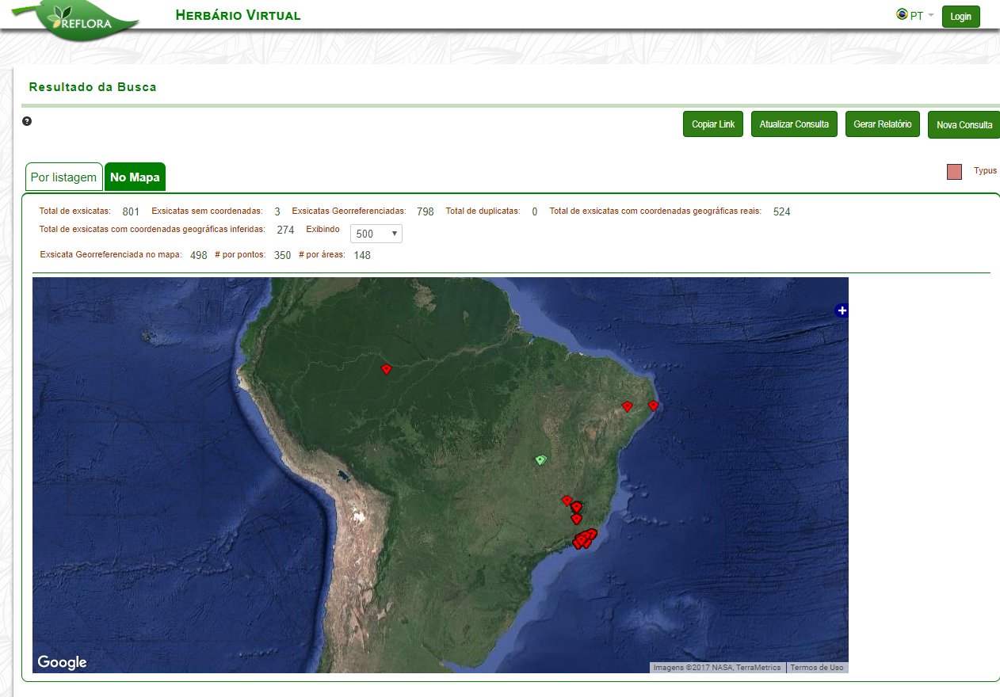 REFLORA
HERBÁRIO VIRTUAL
PT
Login
Resultado da Busca
Copiar Link
Atualizar Consulta
Gerar Relatório
Nova Consulta
Por listagem
No Mapa
Typus
Total de exsicatas: 801 Exsicatas sem coordenadas: 3 Exsicatas Georreferenciadas: 798 Total de duplicatas: 0 Total de exsicatas com coordenadas geográficas reais: 524
Total de exsicatas com coordenadas geográficas inferidas: 274 Exibindo 500
Exsicata Georreferenciada no mapa: 498 # por pontos: 350 # por áreas: 148
Google
Imagens ©2017 NASA, TerraMetrics
Termos de Uso